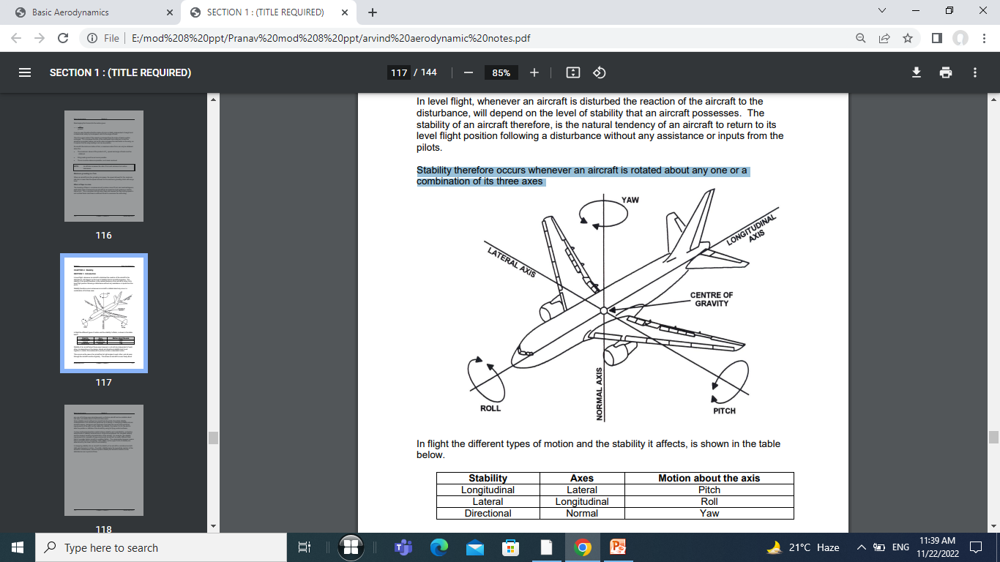 Basic Aerodynamics
SECTION 1 : (TITLE REQUIRED)
File
E:/mod%208%20ppt/Pranav%20mod%208%20ppt/arvind%20aerodynamic%20notes.pdf
SECTION 1 : (TITLE REQUIRED)
117 / 144
85%
116
117
118
In level flight, whenever an aircraft is disturbed the reaction of the aircraft to the
disturbance, will depend on the level of stability that an aircraft possesses. The
stability of an aircraft therefore, is the natural tendency of an aircraft to return to its
level flight position following a disturbance without any assistance or inputs from the
pilots.
Stability therefore occurs whenever an aircraft is rotated about any one or a
combination of its three axes
YAW
LONGITUDINAL
AXIS
LATERAL AXIS
CENTRE OF
GRAVITY
NORMAL AXIS
ROLL
PITCH
In flight the different types of motion and the stability it affects, is shown in the table
below.
Stability Axes Motion about the axis
Longitudinal Lateral Pitch
Lateral Longitudinal Roll
Directional Normal Yaw
Type here to search
21°C Haze
ENG
11:39 AM
11/22/2022